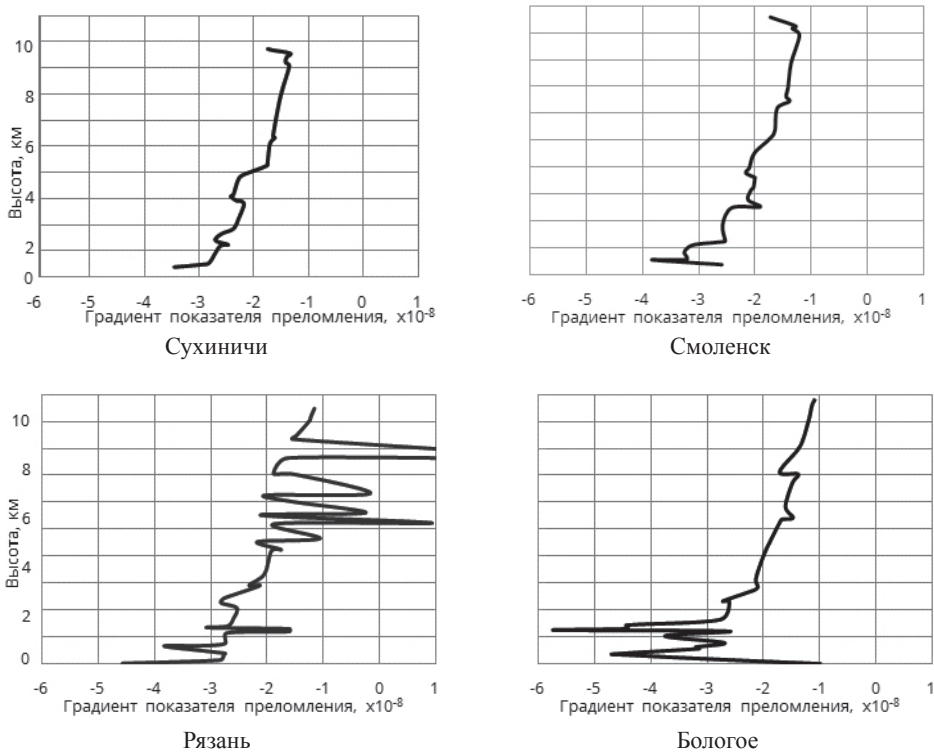 10
8
6
4
2
0
Высота, км
-6 -5 -4 -3 -2 -1 0 1
Градиент показателя преломления, x10-8
Сухиничи
-6 -5 -4 -3 -2 -1 0 1
Градиент показателя преломления, x10-8
Смоленск
10
8
6
4
2
0
Высота, км
-6 -5 -4 -3 -2 -1 0 1
Градиент показателя преломления, x10-8
Рязань
-6 -5 -4 -3 -2 -1 0 1
Градиент показателя преломления, x10-8
Бологое